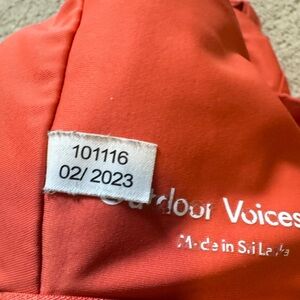 101116
02/2023
Outdoor Voices
Made in Sri Lanka